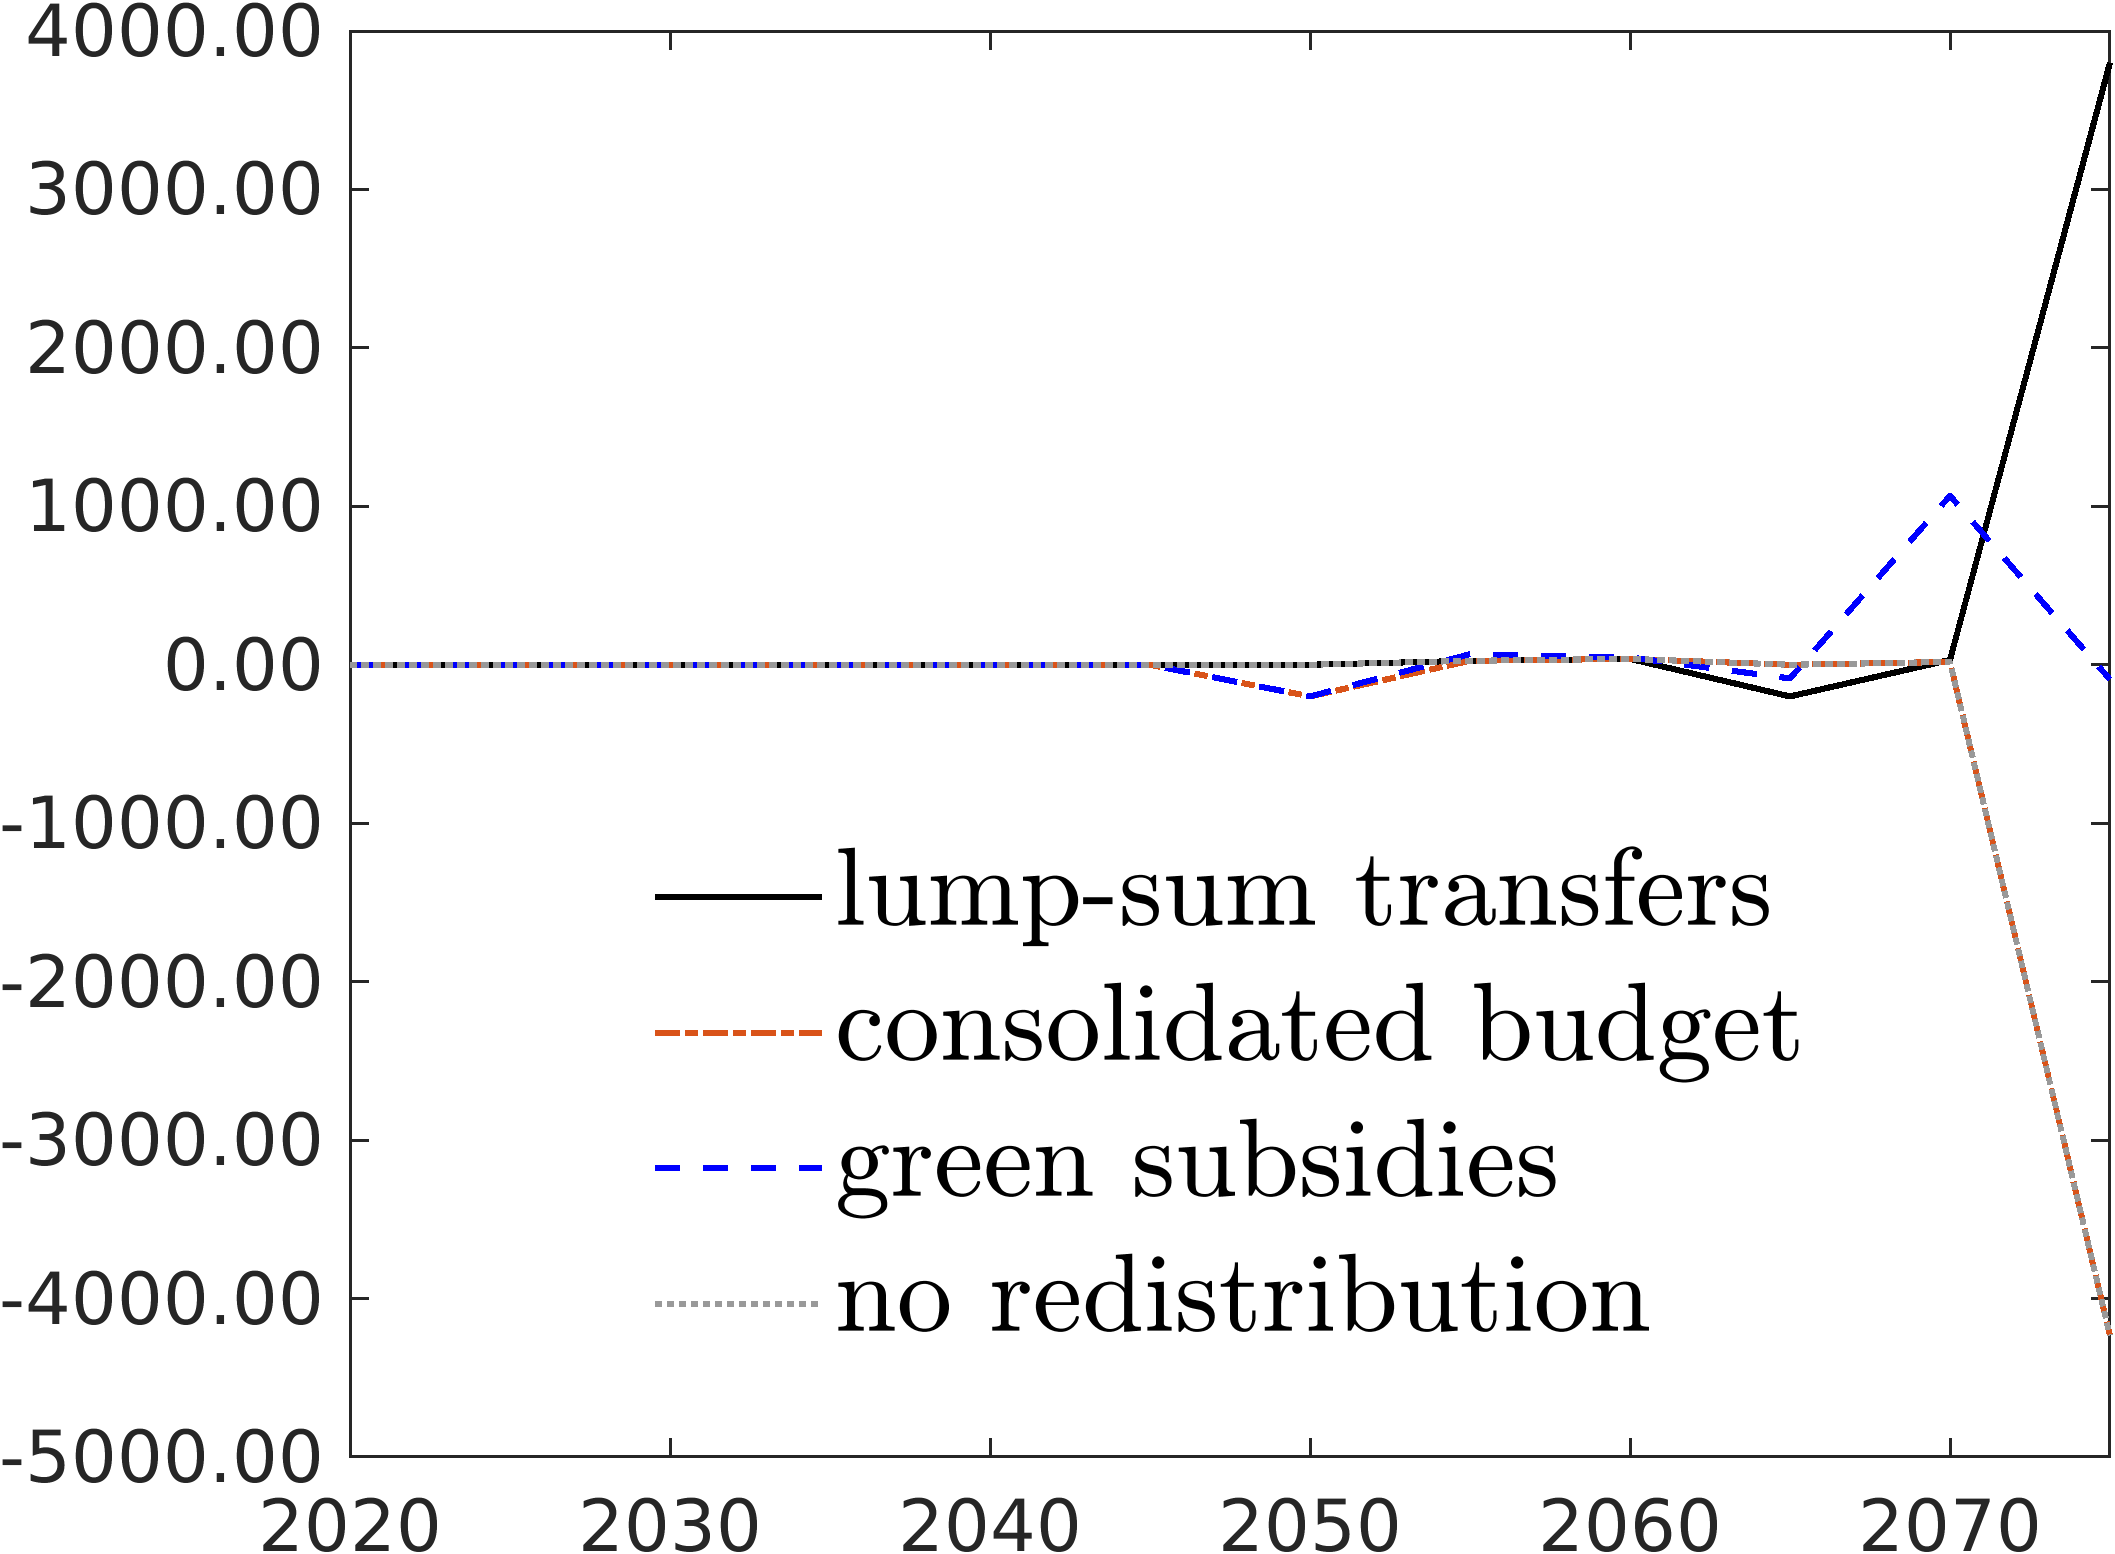 4000.00
3000.00
2000.00
1000.00
0.00
-1000.00
-2000.00
-3000.00
-4000.00
-5000.00
lump-sum transfers
consolidated budget
green subsidies
no redistribution
2020 2030 2040 2050 2060 2070